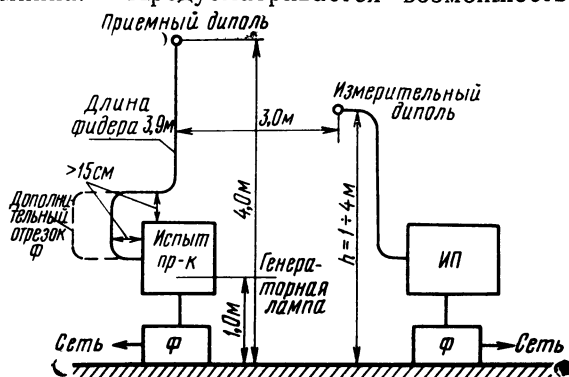 Приемный диполь
Измерительный
диполь
Длина
фидера 3,9м
3,0м
>15см
4,0м
h=1÷4м
Дополни-
тельный
отрезок
Ф
Испыт
пр-к
Генера-
торная
лампа
ИП
1,0м
Сеть
Ф
Ф
Сеть